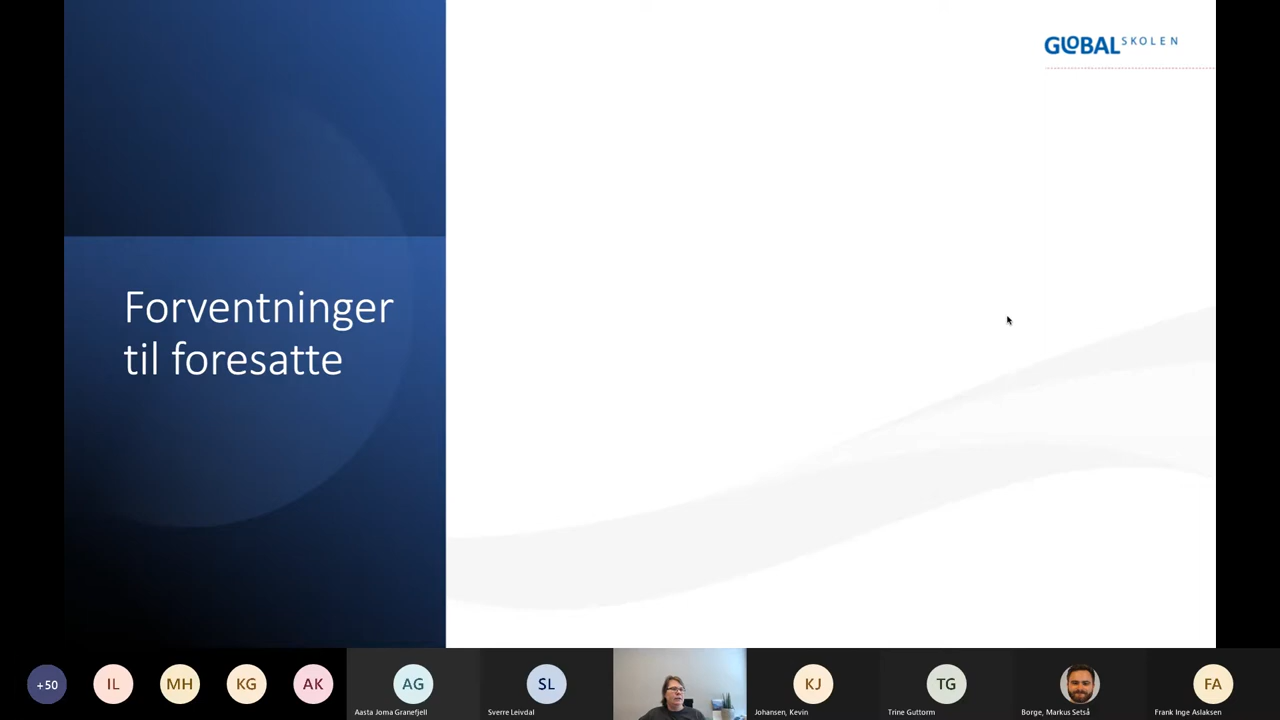 GLOBAL SKOLEN
Forventninger
til foresatte
+50
IL
MH
KG
AK
AG
SL
KJ
TG
FA
Aasta Joma Granefjell
Sverre Leivdal
Johansen, Kevin
Trine Guttorm
Borge, Markus Setså
Frank Inge Aslaksen